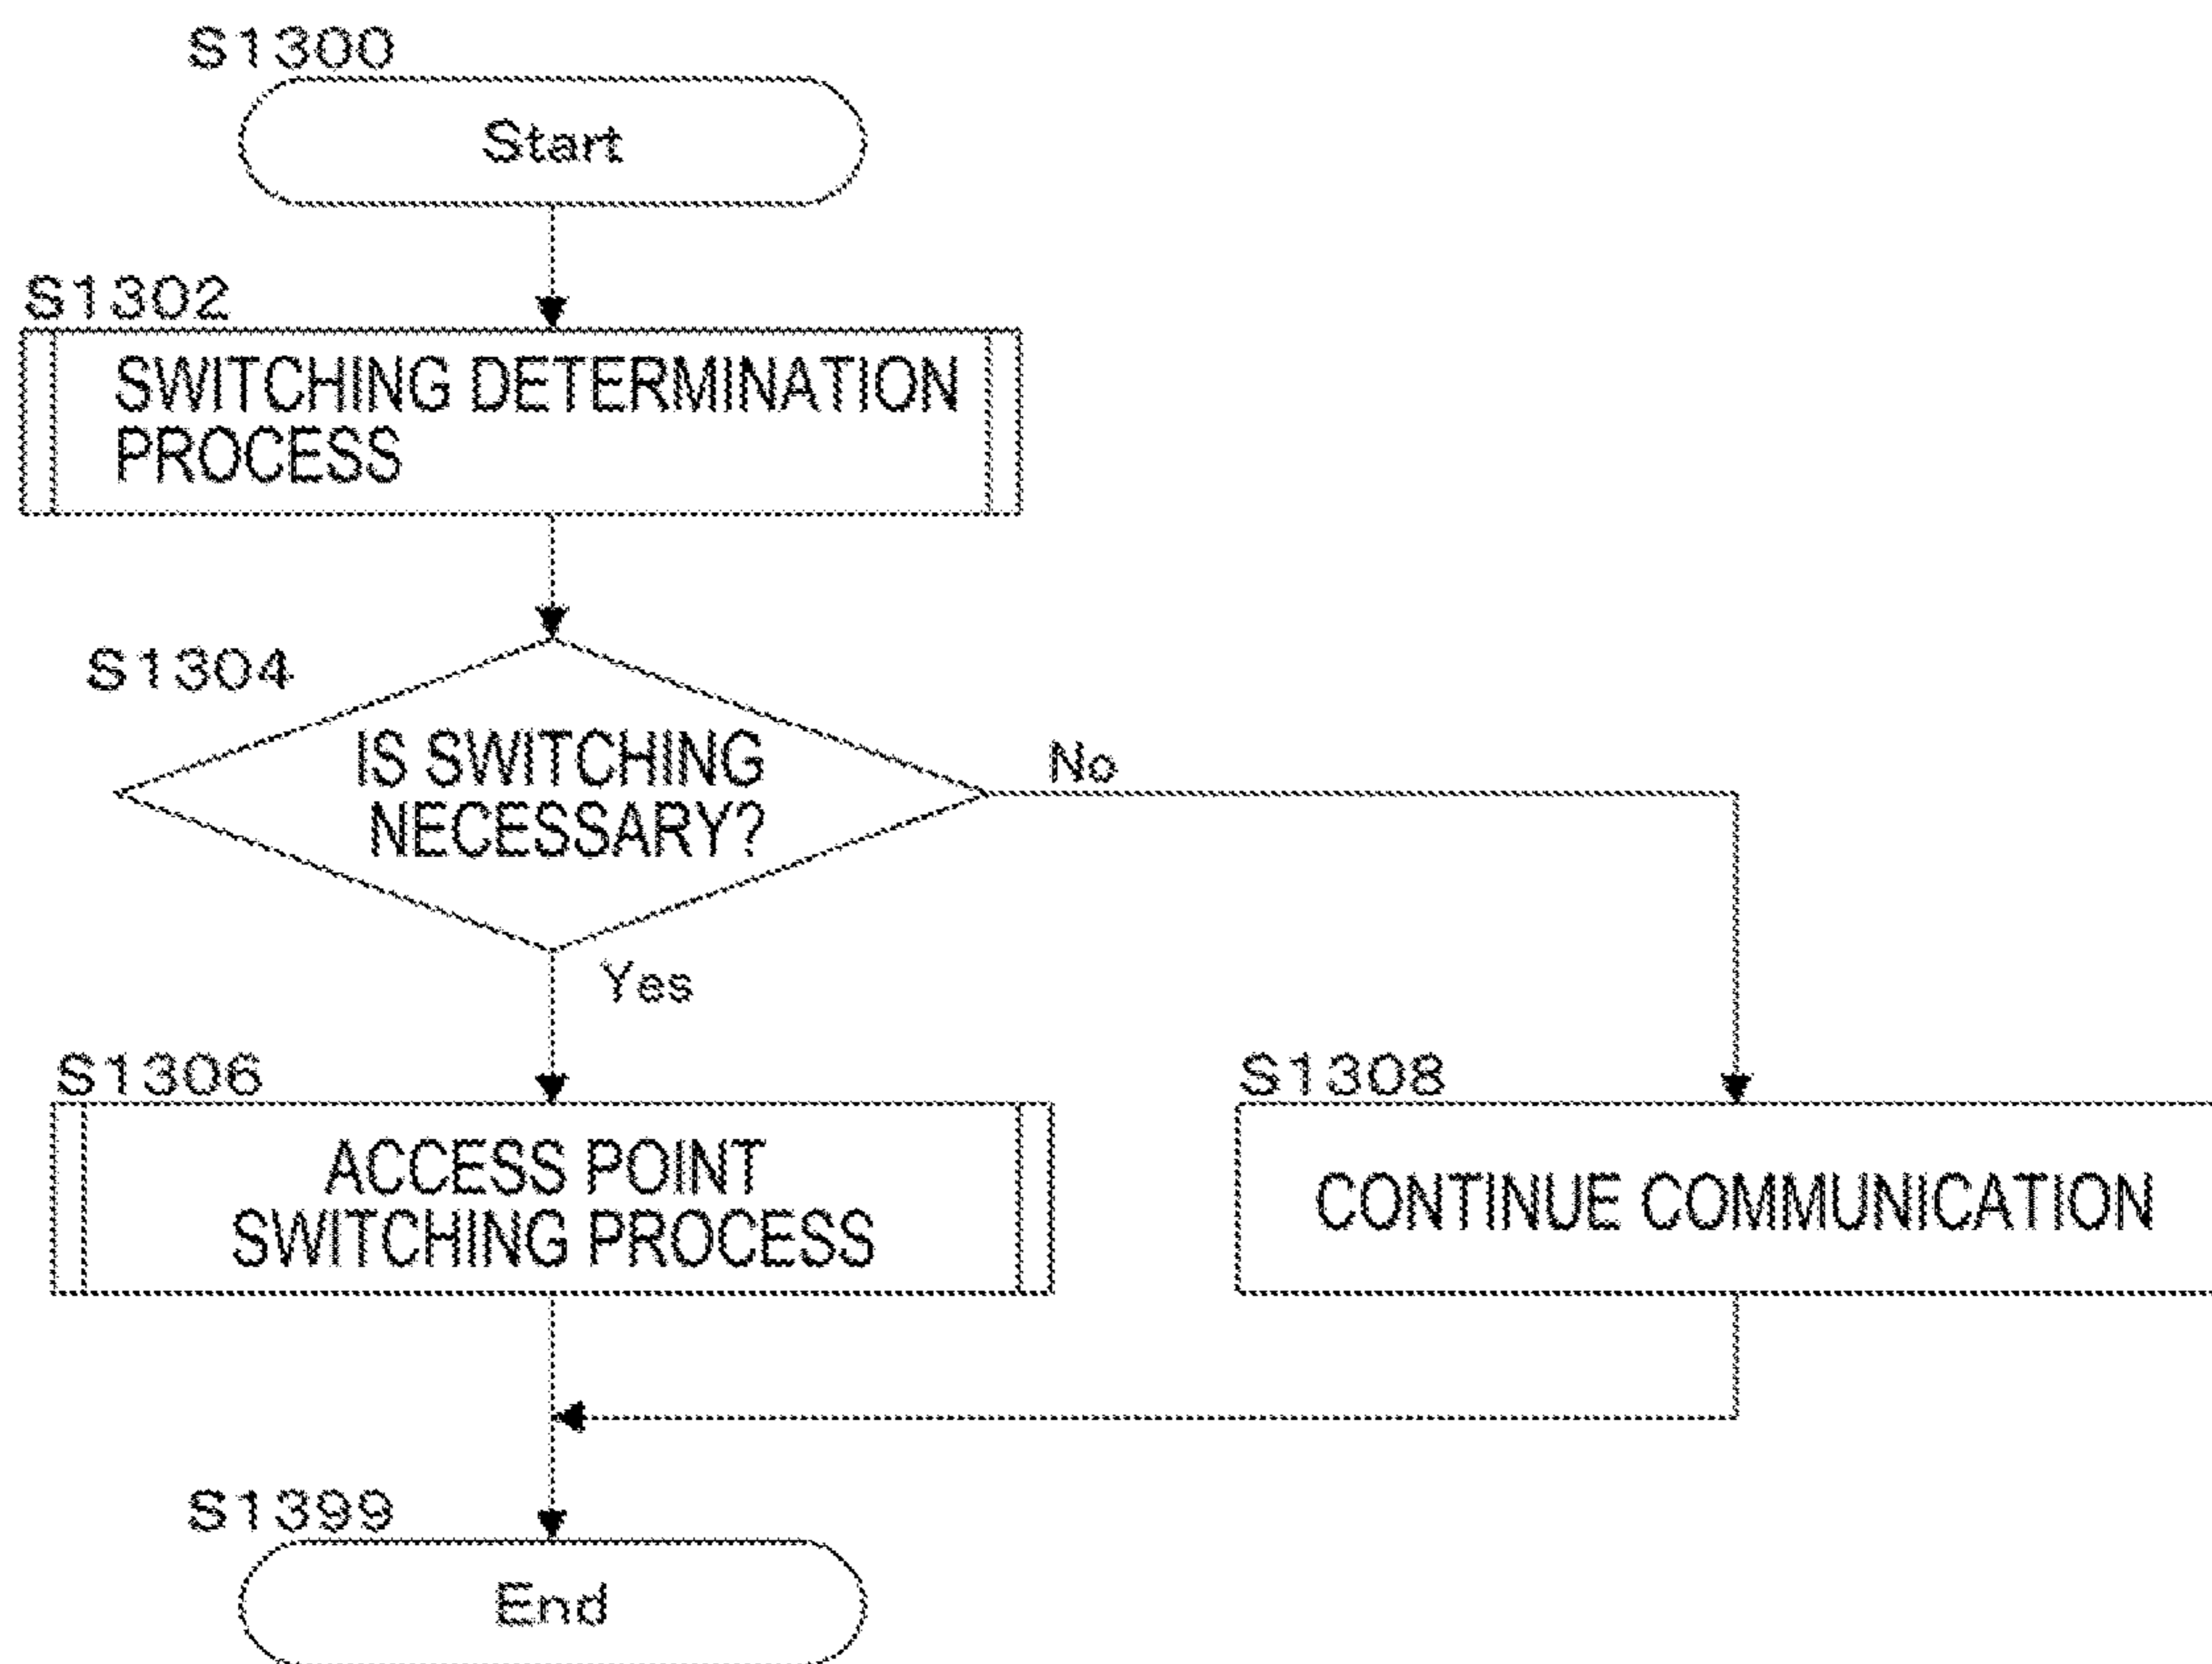 S1300
Start
S1302
SWITCHING DETERMINATION
PROCESS
S1304
IS SWITCHING
NECESSARY?
No
Yes
S1306
ACCESS POINT
SWITCHING PROCESS
S1308
CONTINUE COMMUNICATION
S1399
End